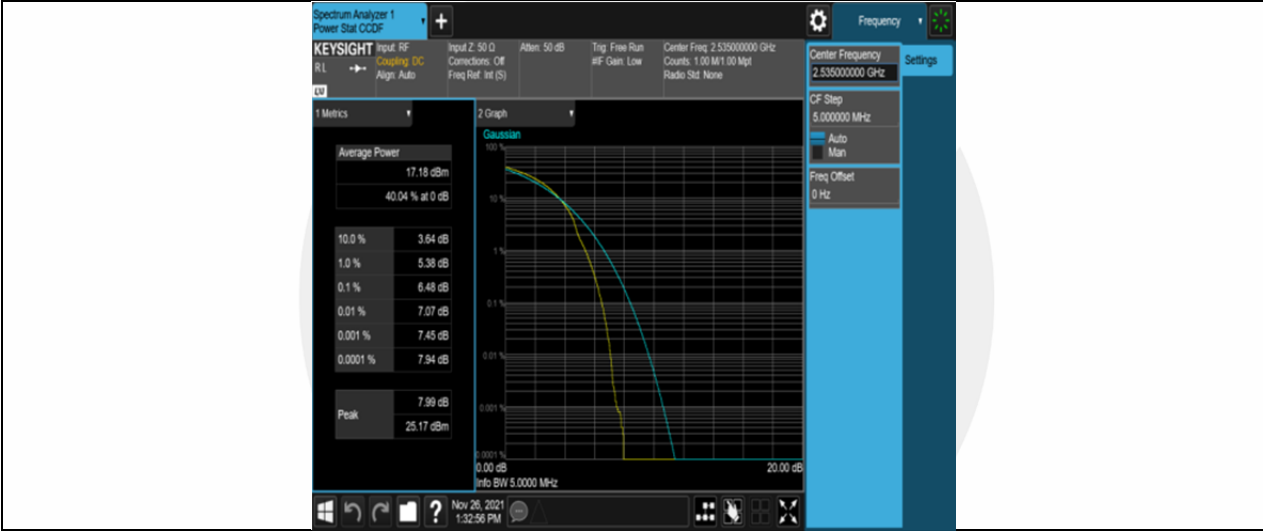 Spectrum Analyzer 1
Power Stat CCDF
+
Frequency
KEYSIGHT
RL
LV
Input: RF
Coupling: DC
Align: Auto
Input Z: 50 Ω
Corrections: Off
Freq Ref: Int (S)
Atten: 50 dB
Trig: Free Run
#IF Gain: Low
Center Freq: 2.535000000 GHz
Counts: 1.00 M/1.00 Mpt
Radio Std: None
Center Frequency
2.535000000 GHz
Settings
CF Step
5.000000 MHz
Auto
Man
Freq Offset
0 Hz
1 Metrics
Average Power
17.18 dBm
40.04 % at 0 dB
10.0 % 3.64 dB
1.0 % 5.38 dB
0.1 % 6.48 dB
0.01 % 7.07 dB
0.001 % 7.45 dB
0.0001 % 7.94 dB
Peak
7.99 dB
25.17 dBm
2 Graph
Gaussian
100 %
10 %
1 %
0.1 %
0.01 %
0.001 %
0.0001 %
0.00 dB 20.00 dB
Info BW 5.0000 MHz
?
Nov 26, 2021
1:32:56 PM